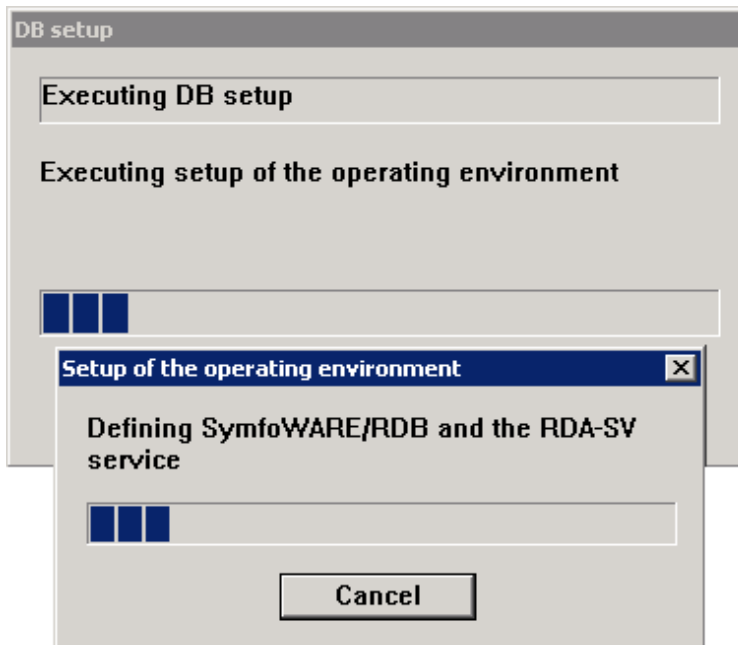 DB setup
Executing DB setup
Executing setup of the operating environment
Setup of the operating environment
Defining SymfoWARE/RDB and the RDA-SV
service
Cancel